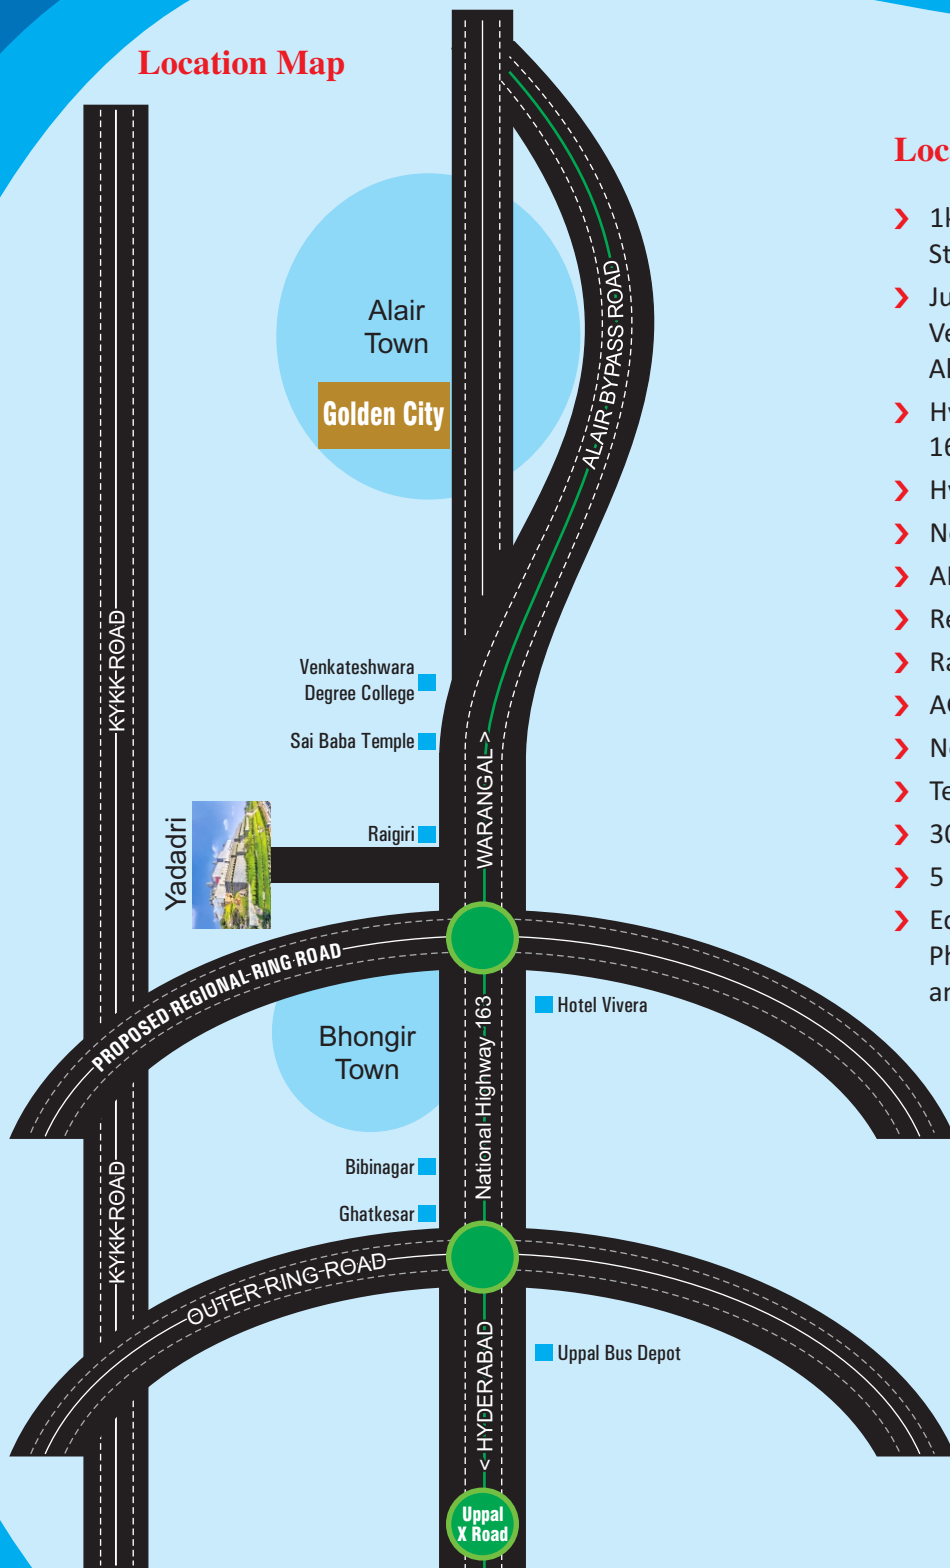 Location Map
Alair
Town
Golden City
ALAIR BYPASS ROAD
KYKK ROAD
Venkateshwara
Degree College
Sai Baba Temple
WARANGAL >
Raigiri
Yadadri
PROPOSED REGIONAL RING ROAD
Hotel Vivera
National Highway 163
Bhongir
Town
Bibinagar
Ghatkesar
KYKK ROAD
OUTER RING ROAD
Uppal Bus Depot
< HYDERABAD
Uppal
X Road
5